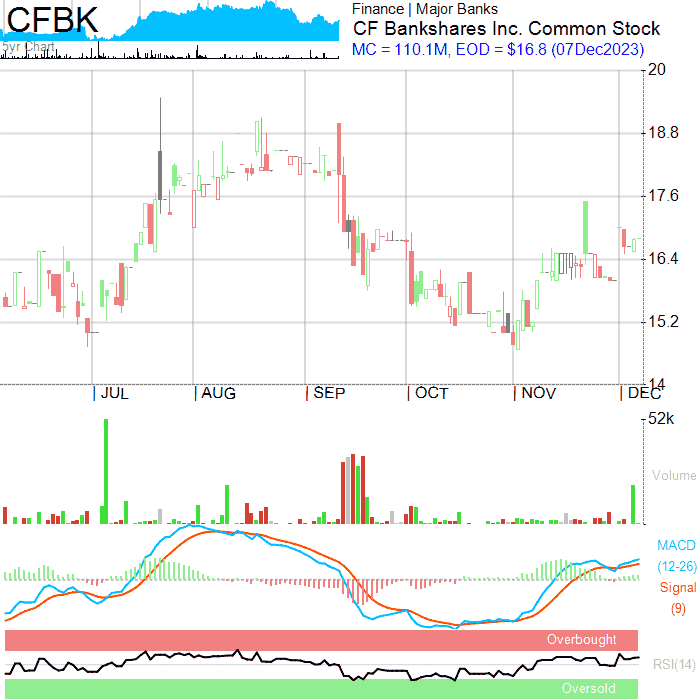 CFBK
5yr Chart
Finance | Major Banks
CF Bankshares Inc. Common Stock
MC = 110.1M, EOD = $16.8 (07Dec2023)
20
18.8
17.6
16.4
15.2
14
JUL AUG SEP OCT NOV DEC
52k
Volume
MACD
(12-26)
Signal
(9)
Overbought
RSI(14)
Oversold